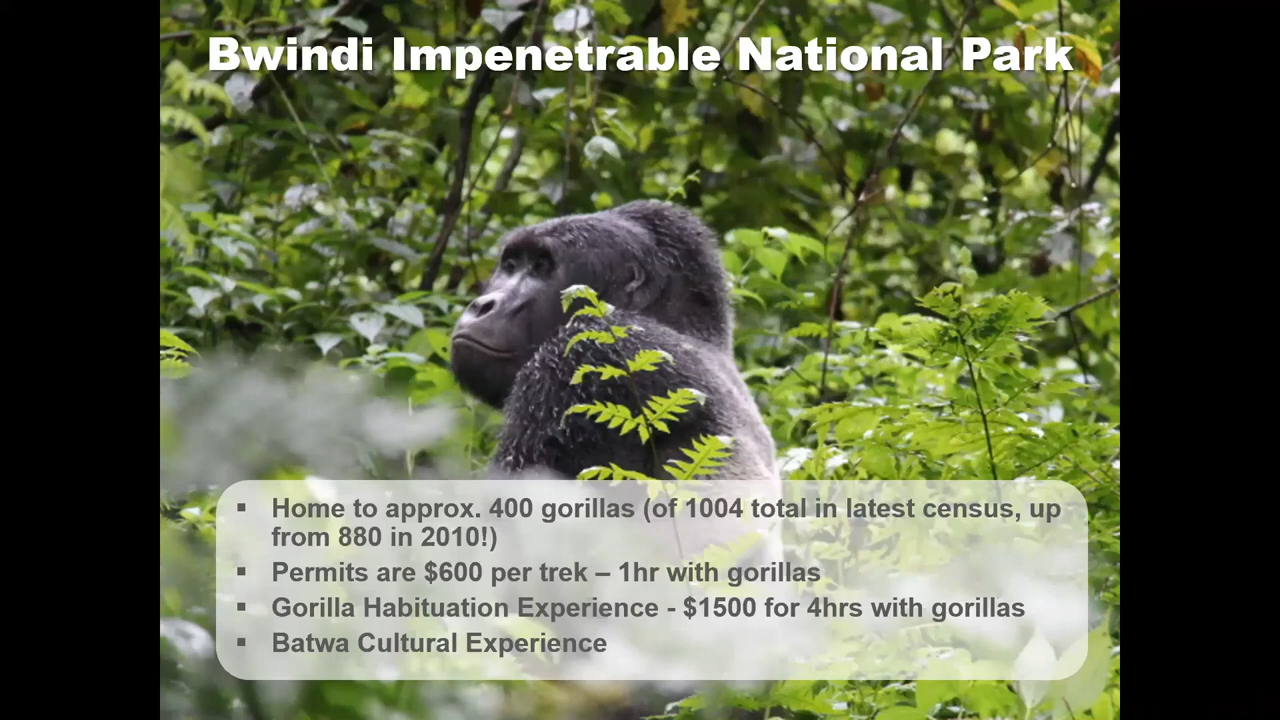 Bwindi Impenetrable National Park
▪ Home to approx. 400 gorillas (of 1004 total in latest census, up
from 880 in 2010!)
▪ Permits are $600 per trek – 1hr with gorillas
▪ Gorilla Habituation Experience - $1500 for 4hrs with gorillas
▪ Batwa Cultural Experience